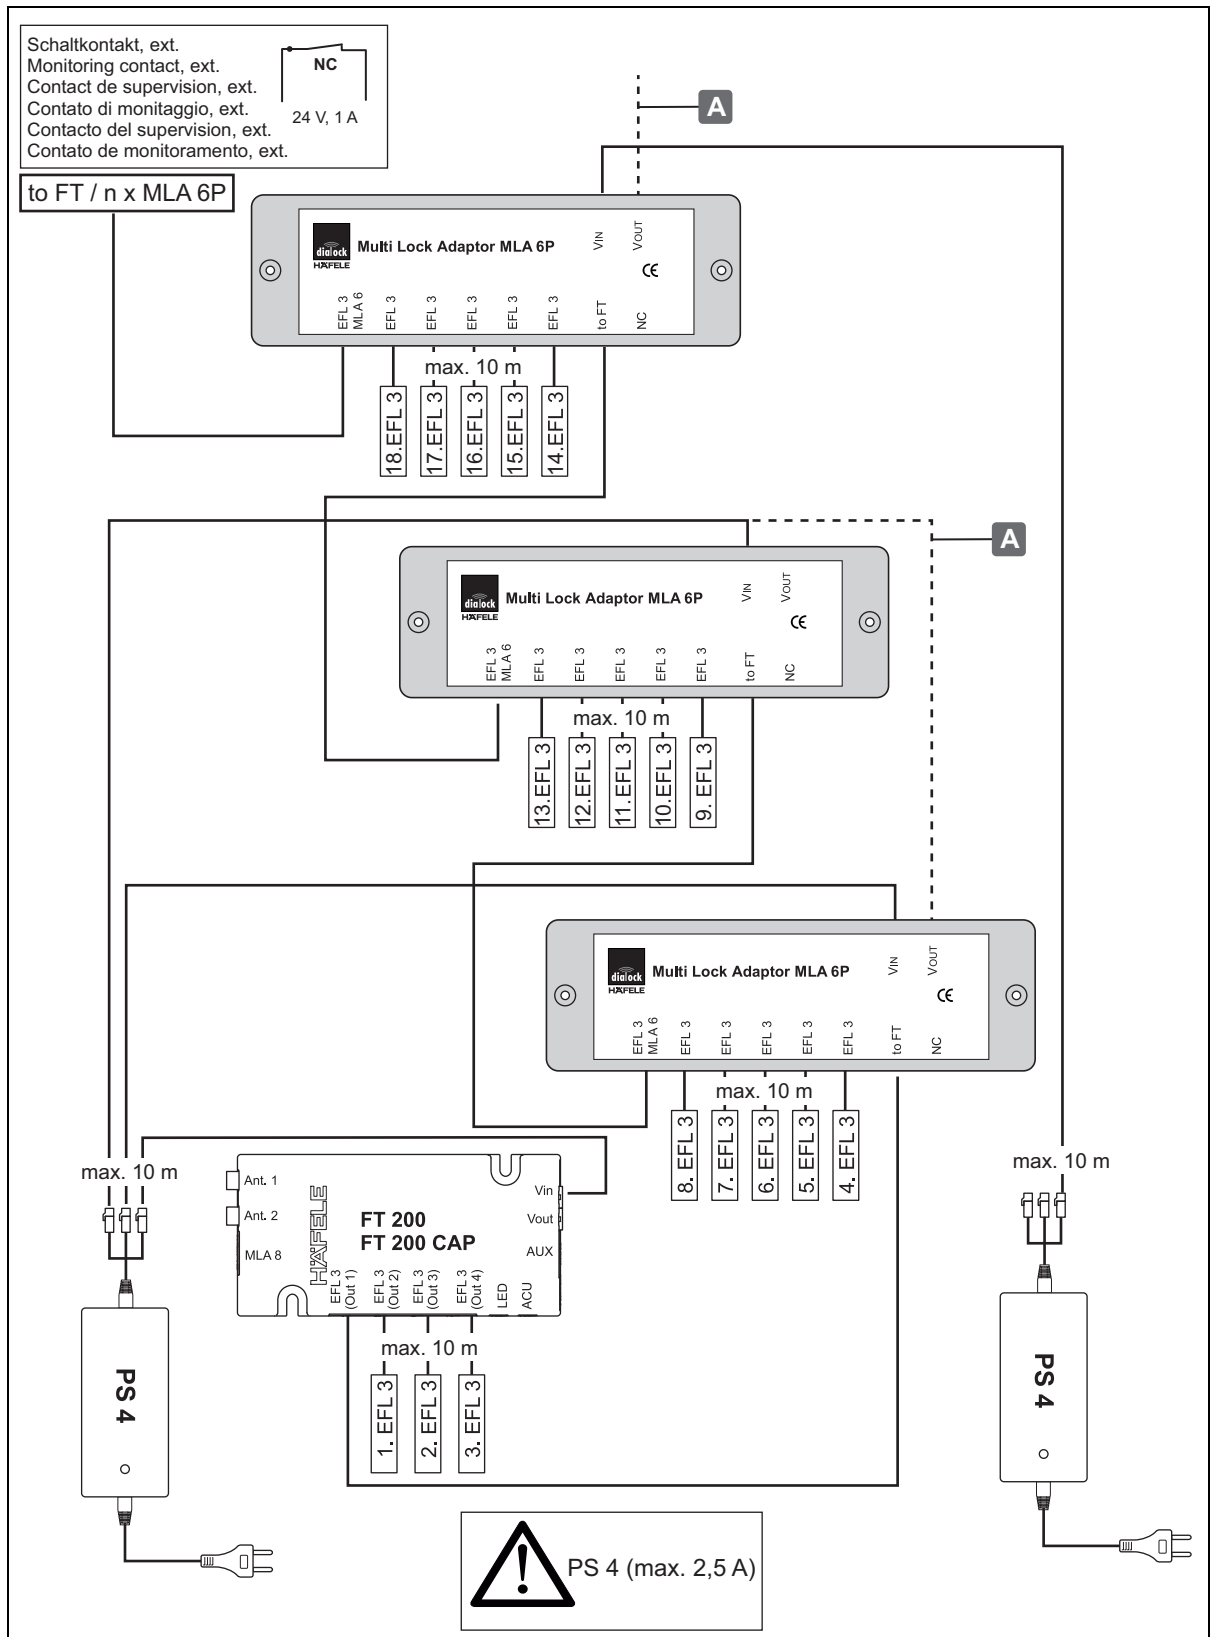 Schaltkontakt, ext.
Monitoring contact, ext.
Contact de supervision, ext.
Contato di monitaggio, ext.
Contacto del supervision, ext.
Contato de monitoramento, ext.
NC
24 V, 1 A
A
to FT / n x MLA 6P
dialock
HÄFELE
Multi Lock Adaptor MLA 6P
VIN
VOUT
CE
EFL 3
MLA 6
EFL 3
EFL 3
EFL 3
EFL 3
EFL 3
to FT
NC
max. 10 m
18.EFL 3
17.EFL 3
16.EFL 3
15.EFL 3
14.EFL 3
A
dialock
HÄFELE
Multi Lock Adaptor MLA 6P
VIN
VOUT
CE
EFL 3
MLA 6
EFL 3
EFL 3
EFL 3
EFL 3
EFL 3
to FT
NC
max. 10 m
13.EFL 3
12.EFL 3
11.EFL 3
10.EFL 3
9. EFL 3
dialock
HÄFELE
Multi Lock Adaptor MLA 6P
VIN
VOUT
CE
EFL 3
MLA 6
EFL 3
EFL 3
EFL 3
EFL 3
EFL 3
to FT
NC
max. 10 m
8. EFL 3
7. EFL 3
6. EFL 3
5. EFL 3
4. EFL 3
max. 10 m
Ant. 1
Ant. 2
MLA 8
HÄFELE
FT 200
FT 200 CAP
Vin
Vout
AUX
EFL 3
(Out 1)
EFL 3
(Out 2)
EFL 3
(Out 3)
EFL 3
(Out 4)
LED
ACU
max. 10 m
1. EFL 3
2. EFL 3
3. EFL 3
PS 4
max. 10 m
PS 4
PS 4 (max. 2,5 A)